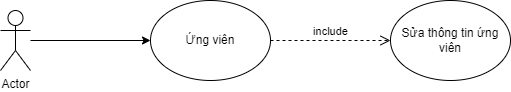 Ứng viên
include
Sửa thông tin ứng
viên
Actor